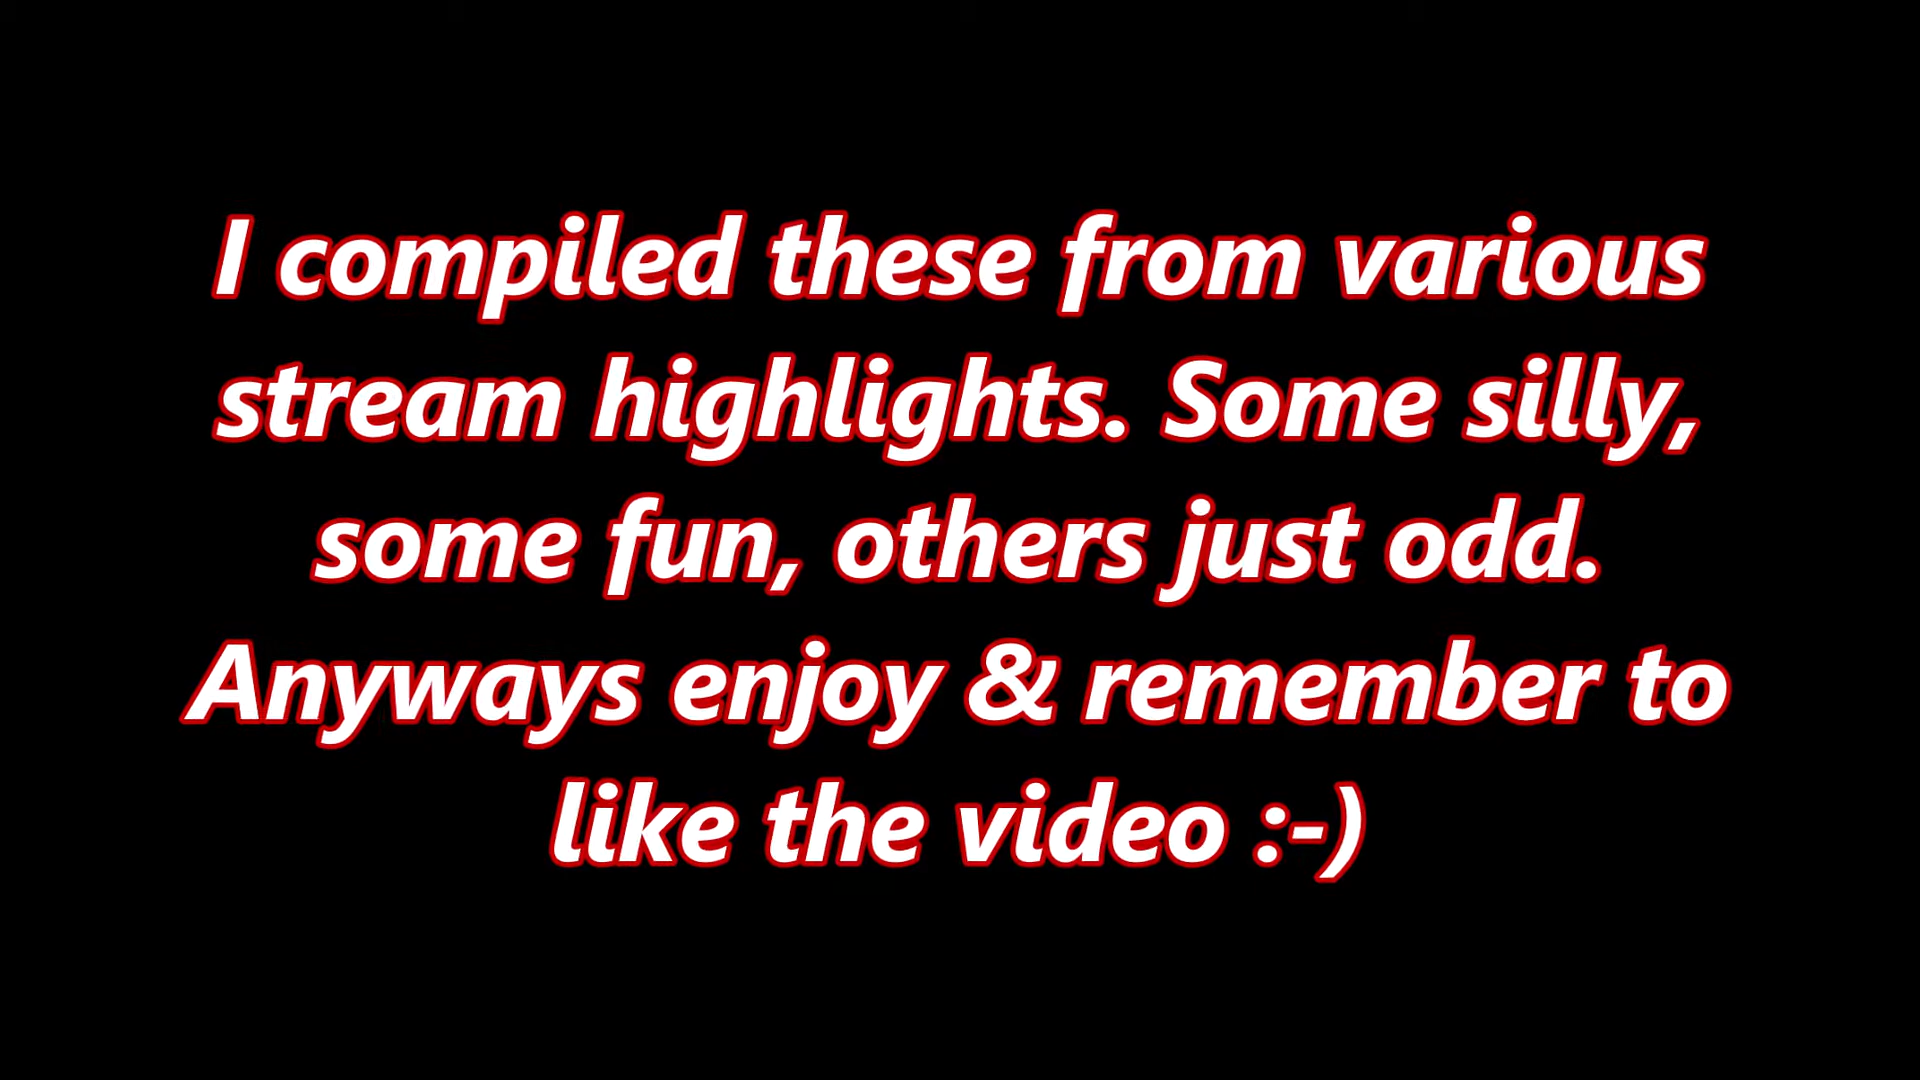 I compiled these from various
stream highlights. Some silly,
some fun, others just odd.
Anyways enjoy & remember to
like the video :-)